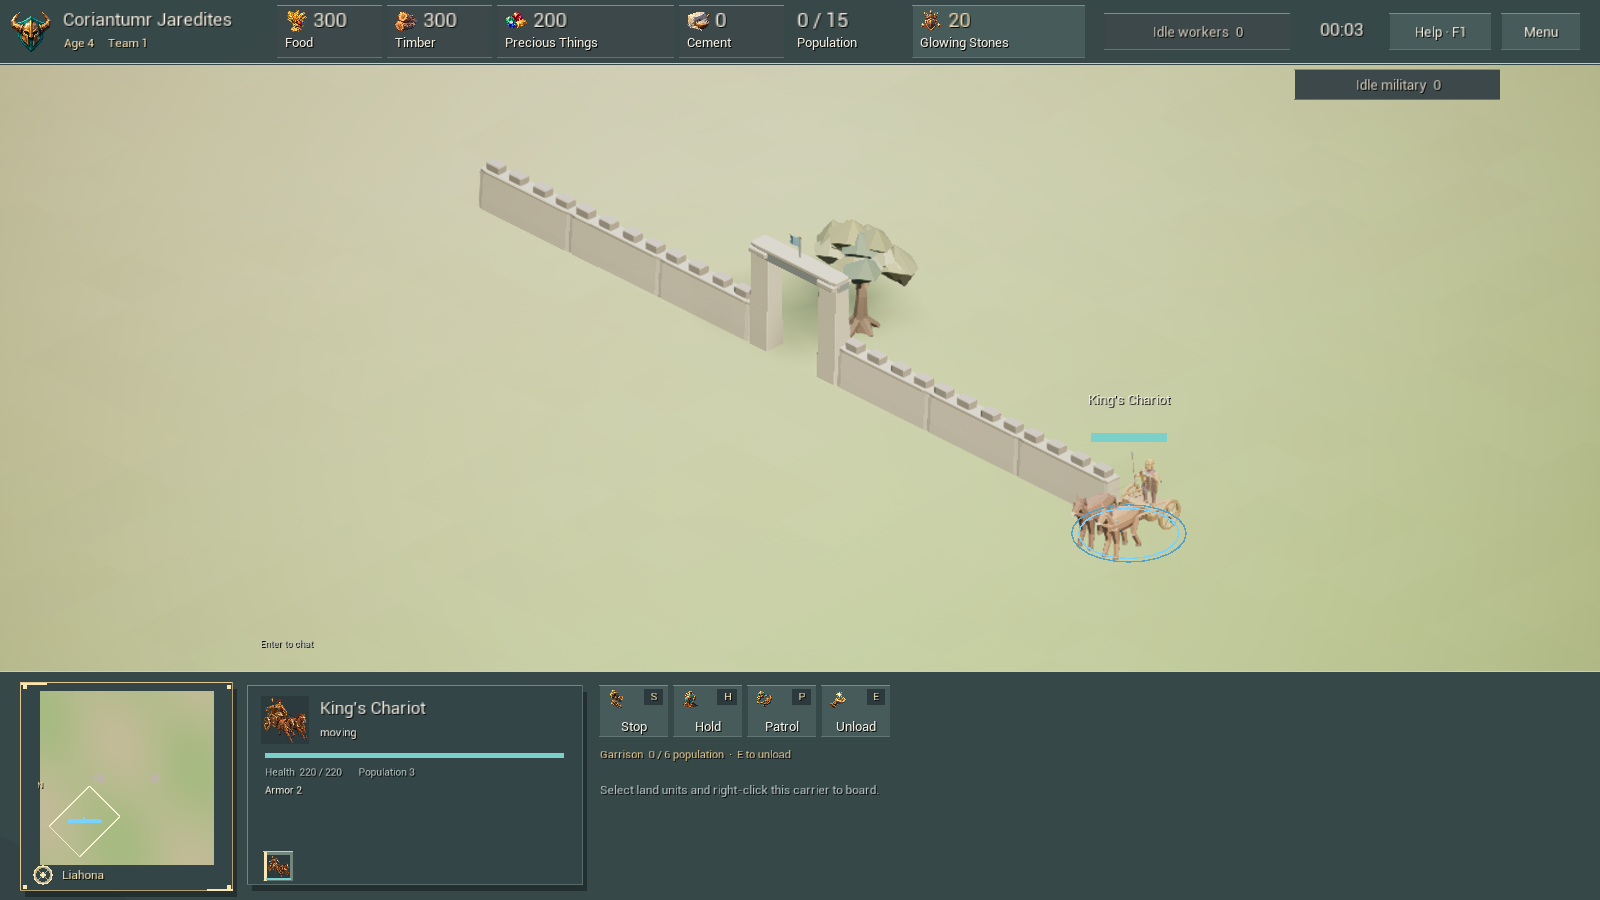 Coriantumr Jaredites
Age 4 Team 1
300
Food
300
Timber
200
Precious Things
0
Cement
0 / 15
Population
20
Glowing Stones
Idle workers 0
00:03
Help · F1
Menu
Idle military 0
King's Chariot
Enter to chat
N
Liahona
King's Chariot
moving
Health 220 / 220 Population 3
Armor 2
S
Stop
H
Hold
P
Patrol
E
Unload
Garrison 0 / 6 population · E to unload
Select land units and right-click this carrier to board.